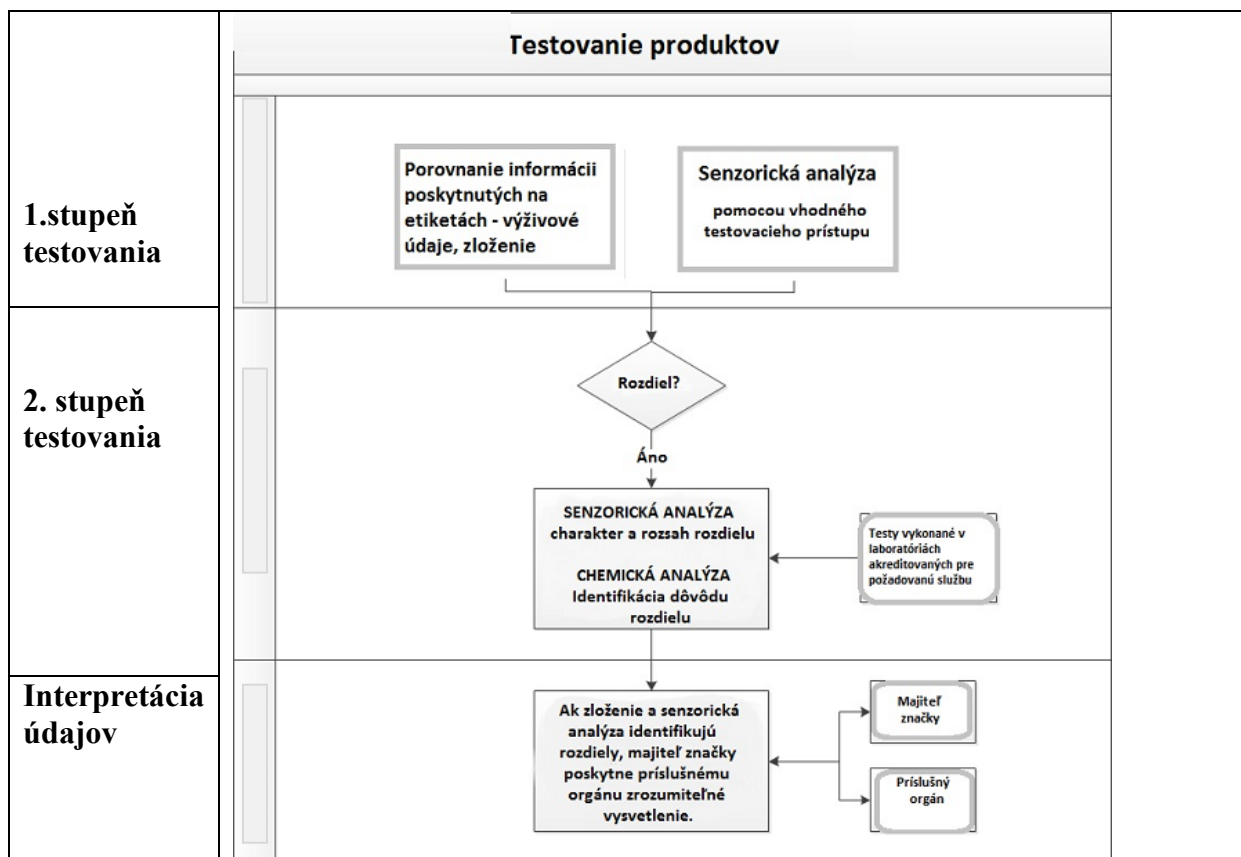 Testovanie produktov
1.stupeň
testovania
Porovnanie informácii
poskytnutých na
etiketách - výživové
údaje, zloženie
Senzorická analýza
pomocou vhodného
testovacieho prístupu
2. stupeň
testovania
Rozdiel?
Áno
SENZORICKÁ ANALÝZA
charakter a rozsah rozdielu
CHEMICKÁ ANALÝZA
Identifikácia dôvôdu
rozdielu
Testy vykonané v
laboratóriách
akreditovaných pre
požadovanú službu
Interpretácia
údajov
Ak zloženie a senzorická
analýza identifikujú
rozdiely, majiteľ značky
poskytne príslušnému
orgánu zrozumiteľné
vysvetlenie.
Majiteľ
značky
Príslušný
orgán